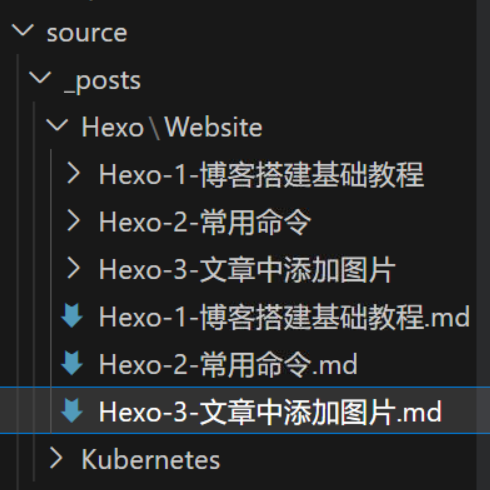 source
_posts
Hexo\Website
Hexo-1-博客搭建基础教程
Hexo-2-常用命令
Hexo-3-文章中添加图片
Hexo-1-博客搭建基础教程.md
Hexo-2-常用命令.md
Hexo-3-文章中添加图片.md
Kubernetes